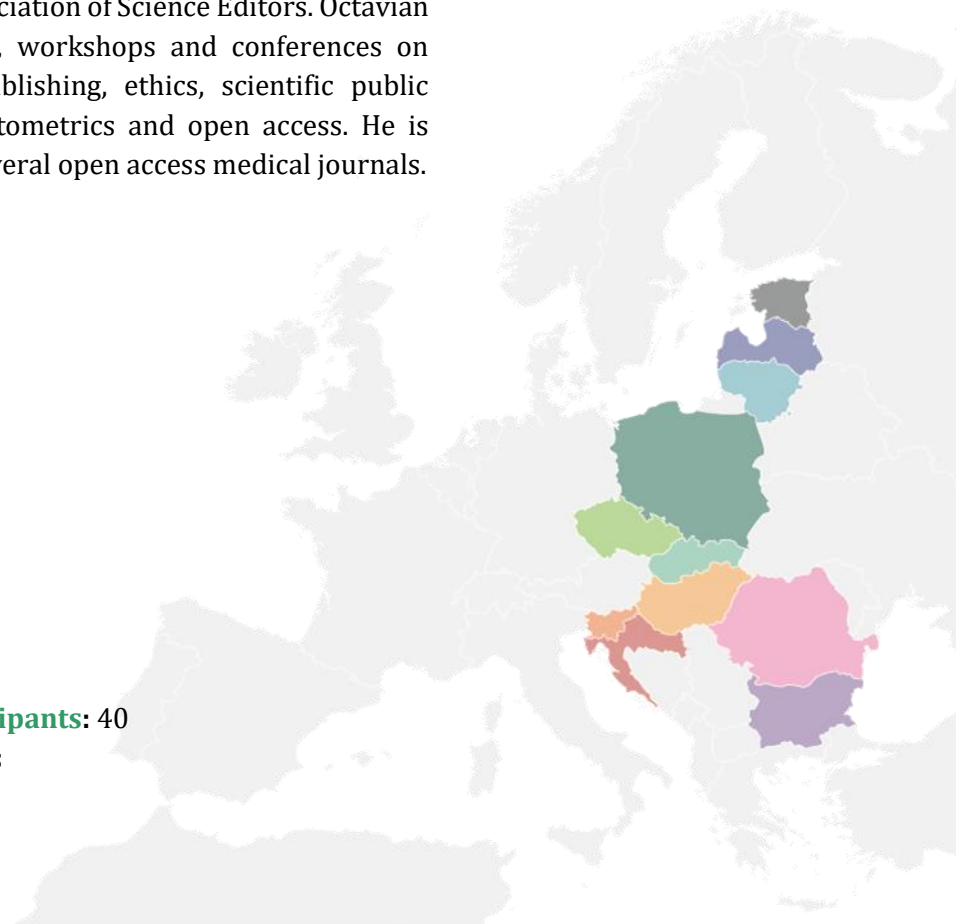 ciation of Science Editors. Octavian
, workshops and conferences on
blishing, ethics, scientific public
tometrics and open access. He is
veral open access medical journals.
ipants: 40
: